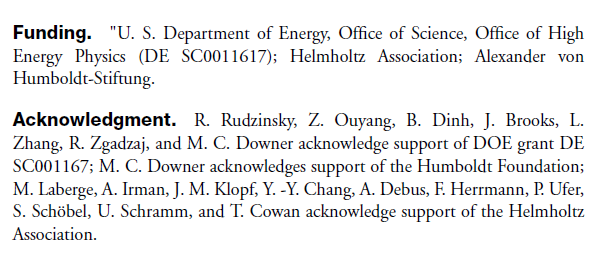 Funding. "U. S. Department of Energy, Office of Science, Office of High
Energy Physics (DE SC0011617); Helmholtz Association; Alexander von
Humboldt-Stiftung.
Acknowledgment. R. Rudzinsky, Z. Ouyang, B. Dinh, J. Brooks, L.
Zhang, R. Zgadzaj, and M. C. Downer acknowledge support of DOE grant DE
SC001167; M. C. Downer acknowledges support of the Humboldt Foundation;
M. Laberge, A. Irman, J. M. Klopf, Y. -Y. Chang, A. Debus, F. Herrmann, P. Ufer,
S. Schöbel, U. Schramm, and T. Cowan acknowledge support of the Helmholtz
Association.